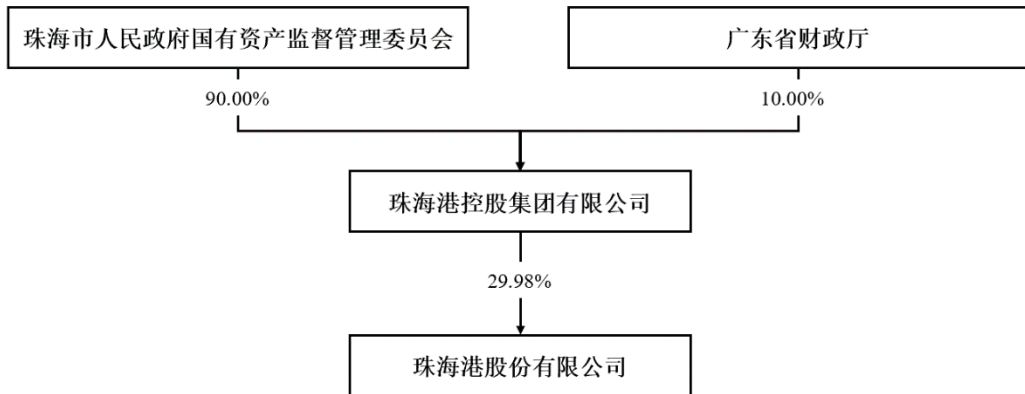 珠海市人民政府国有资产监督管理委员会
广东省财政厅
90.00%
10.00%
珠海港控股集团有限公司
29.98%
珠海港股份有限公司